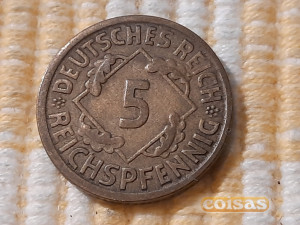 DEUTSCHES REICH
5
REICHSPFENNIG
coisas